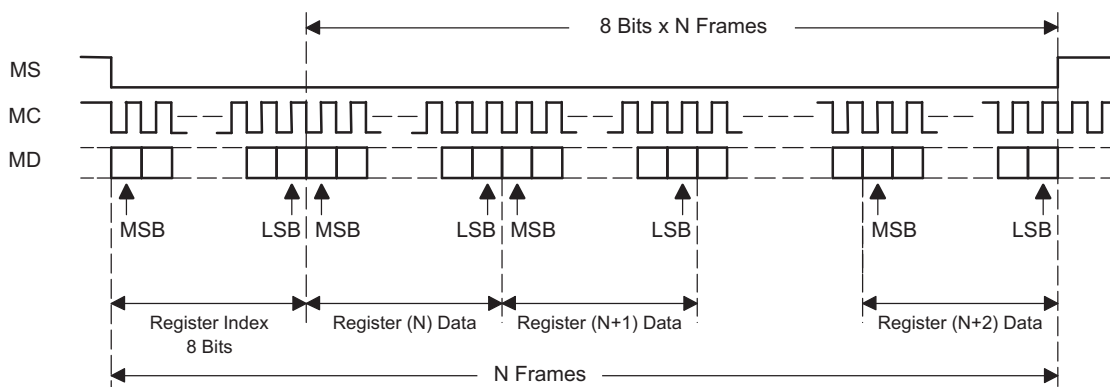 8 Bits x N Frames
MS
MC
MD
MSB LSB MSB LSB MSB LSB MSB LSB
Register Index
8 Bits
Register (N) Data
Register (N+1) Data
Register (N+2) Data
N Frames